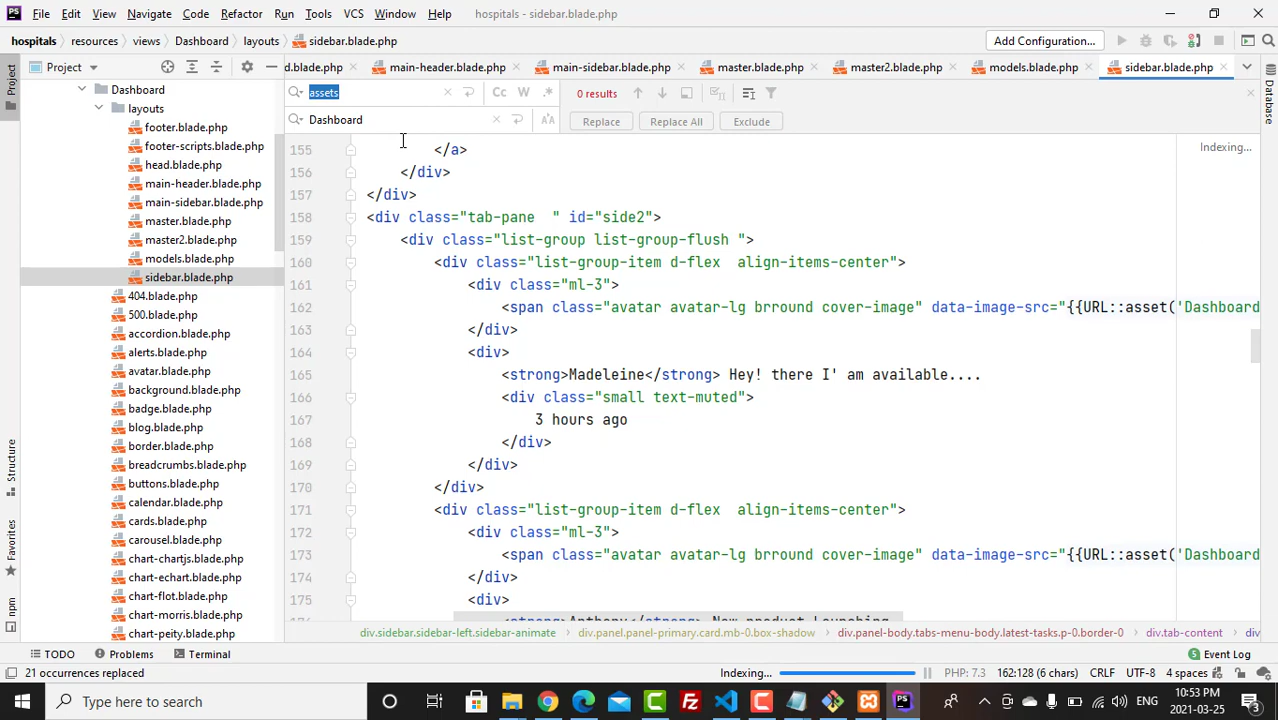 PS File Edit View Navigate Code Refactor Run Tools VCS Window Help hospitals - sidebar.blade.php
hospitals resources views Dashboard layouts sidebar.blade.php Add Configuration...
Project d.blade.php main-header.blade.php main-sidebar.blade.php master.blade.php master2.blade.php models.blade.php sidebar.blade.php
Project
Database
Structure
Favorites
npm
Dashboard
layouts
footer.blade.php
footer-scripts.blade.php
head.blade.php
main-header.blade.php
main-sidebar.blade.php
master.blade.php
master2.blade.php
models.blade.php
sidebar.blade.php
404.blade.php
500.blade.php
accordion.blade.php
alerts.blade.php
avatar.blade.php
background.blade.php
badge.blade.php
blog.blade.php
border.blade.php
breadcrumbs.blade.php
buttons.blade.php
calendar.blade.php
cards.blade.php
carousel.blade.php
chart-chartjs.blade.php
chart-echart.blade.php
chart-flot.blade.php
chart-morris.blade.php
chart-peity.blade.php
assets Cc W .* 0 results
Dashboard Replace Replace All Exclude
Indexing...
155 </a>
156 </div>
157 </div>
158 <div class="tab-pane  " id="side2">
159 <div class="list-group list-group-flush ">
160 <div class="list-group-item d-flex  align-items-center">
161 <div class="ml-3">
162 <span class="avatar avatar-lg brround cover-image" data-image-src="{{URL::asset('Dashboard
163 </div>
164 <div>
165 <strong>Madeleine</strong> Hey! there I' am available....
166 <div class="small text-muted">
167 3 hours ago
168 </div>
169 </div>
170 </div>
171 <div class="list-group-item d-flex  align-items-center">
172 <div class="ml-3">
173 <span class="avatar avatar-lg brround cover-image" data-image-src="{{URL::asset('Dashboard
174 </div>
175 <div>
div.sidebar.sidebar-left.sidebar-animate div.panel.panel-primary.card.mb-0.box-shadow div.panel-body.tabs-menu-body.latest-tasks.p-0.border-0 div.tab-content div
TODO Problems Terminal Event Log
21 occurrences replaced Indexing... PHP: 7.3 162:128 (6 chars) CRLF UTF-8 4 spaces
Type here to search ENG 10:53 PM
2021-03-25 3